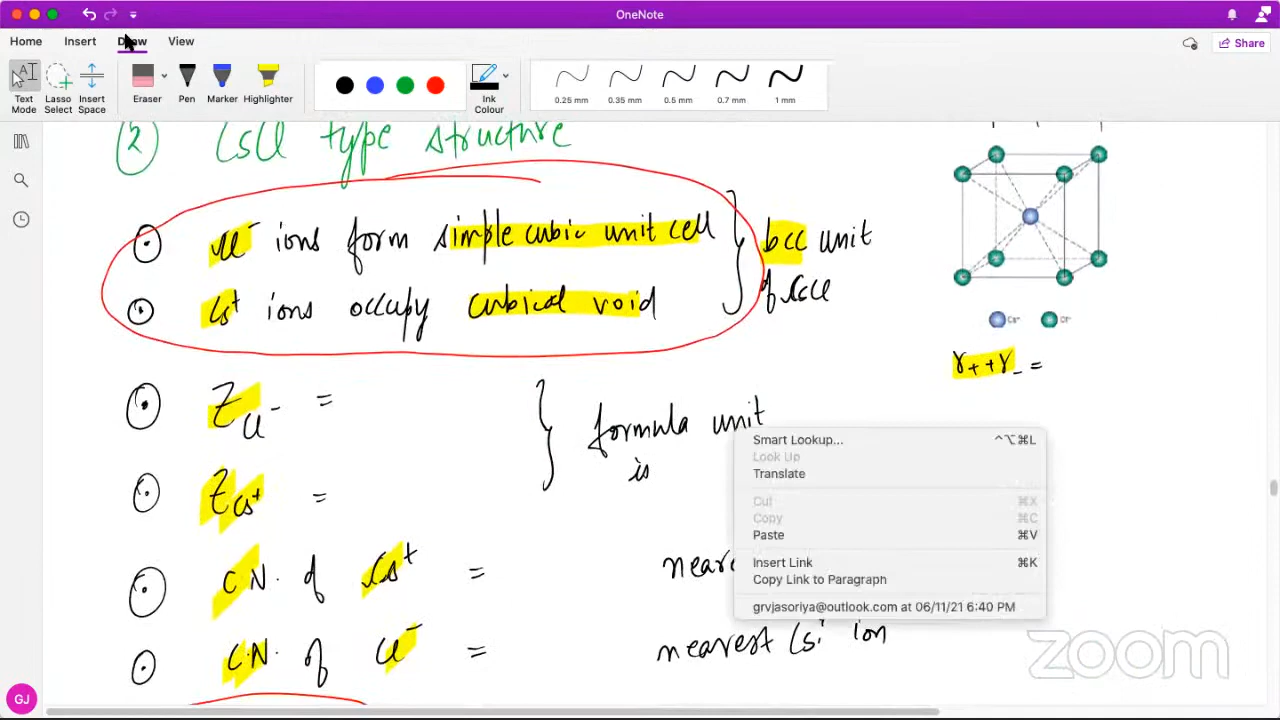 OneNote
Home Insert Draw View
Share
Text Mode
Lasso Select
Insert Space
Eraser
Pen
Marker
Highlighter
Ink Colour
0.25 mm 0.35 mm 0.5 mm 0.7 mm 1 mm
(2) CsCl type structure
Cl⁻ ions form simple cubic unit cell } bcc unit
Cs⁺ ions occupy cubical void of CsCl
Cs⁺ Cl⁻
r₊ + r₋ =
Z Cl⁻ = } formula unit
Z Cs⁺ = is
Smart Lookup... ^⌥⌘L
Look Up
Translate
Cut ⌘X
Copy ⌘C
Paste ⌘V
Insert Link ⌘K
Copy Link to Paragraph
grvjasoriya@outlook.com at 06/11/21 6:40 PM
C.N. of Cs⁺ =
C.N. of Cl⁻ = nearest Cs⁺ ion
zoom
GJ